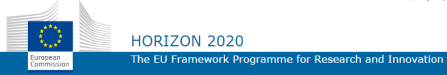 HORIZON 2020
European
Commission
The EU Framework Programme for Research and Innovation